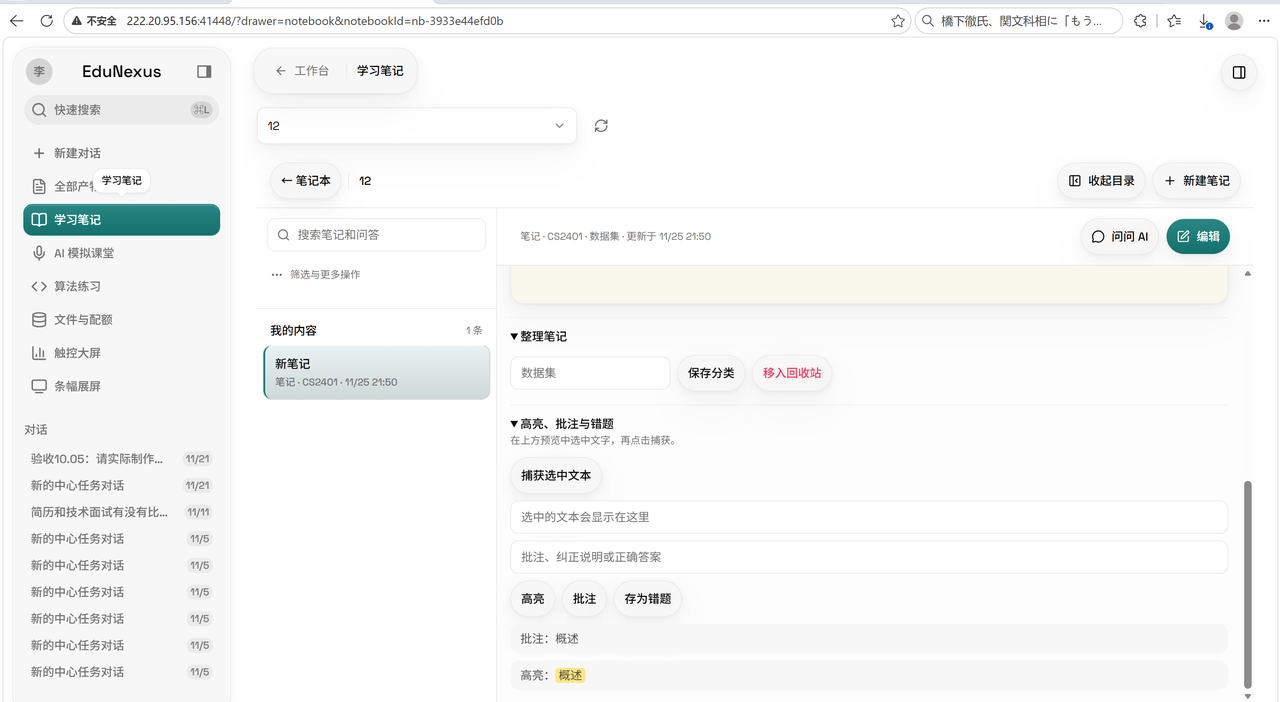 不安全 222.20.95.156:41448/?drawer=notebook&notebookId=nb-3933e44efd0b
橋下徹氏、関文科相に「もう...
李 EduNexus
快速搜索 ⌘L
新建对话
全部产
学习笔记
学习笔记
AI 模拟课堂
算法练习
文件与配额
触控大屏
条幅展屏
对话
验收10.05：请实际制作... 11/21
新的中心任务对话 11/21
简历和技术面试有没有比... 11/11
新的中心任务对话 11/5
新的中心任务对话 11/5
新的中心任务对话 11/5
新的中心任务对话 11/5
新的中心任务对话 11/5
新的中心任务对话 11/5
← 工作台 学习笔记
12
← 笔记本 12
收起目录 + 新建笔记
搜索笔记和问答
··· 筛选与更多操作
我的内容 1 条
新笔记
笔记 · CS2401 · 11/25 21:50
笔记 · CS2401 · 数据集 · 更新于 11/25 21:50
问问 AI 编辑
▼整理笔记
数据集 保存分类 移入回收站
▼高亮、批注与错题
在上方预览中选中文字，再点击捕获。
捕获选中文本
选中的文本会显示在这里
批注、纠正说明或正确答案
高亮 批注 存为错题
批注：概述
高亮：概述